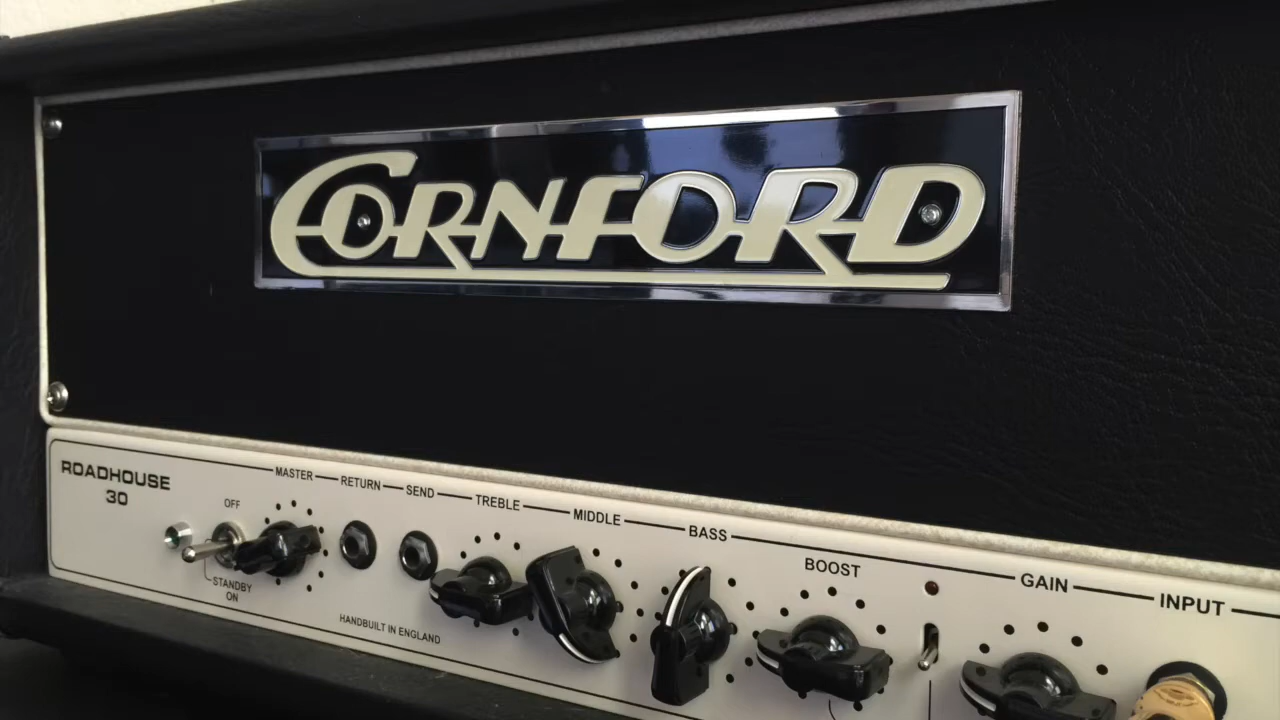 CORNFORD
ROADHOUSE
30
OFF
STANDBY
ON
MASTER RETURN SEND TREBLE MIDDLE BASS GAIN INPUT
BOOST
HANDBUILT IN ENGLAND